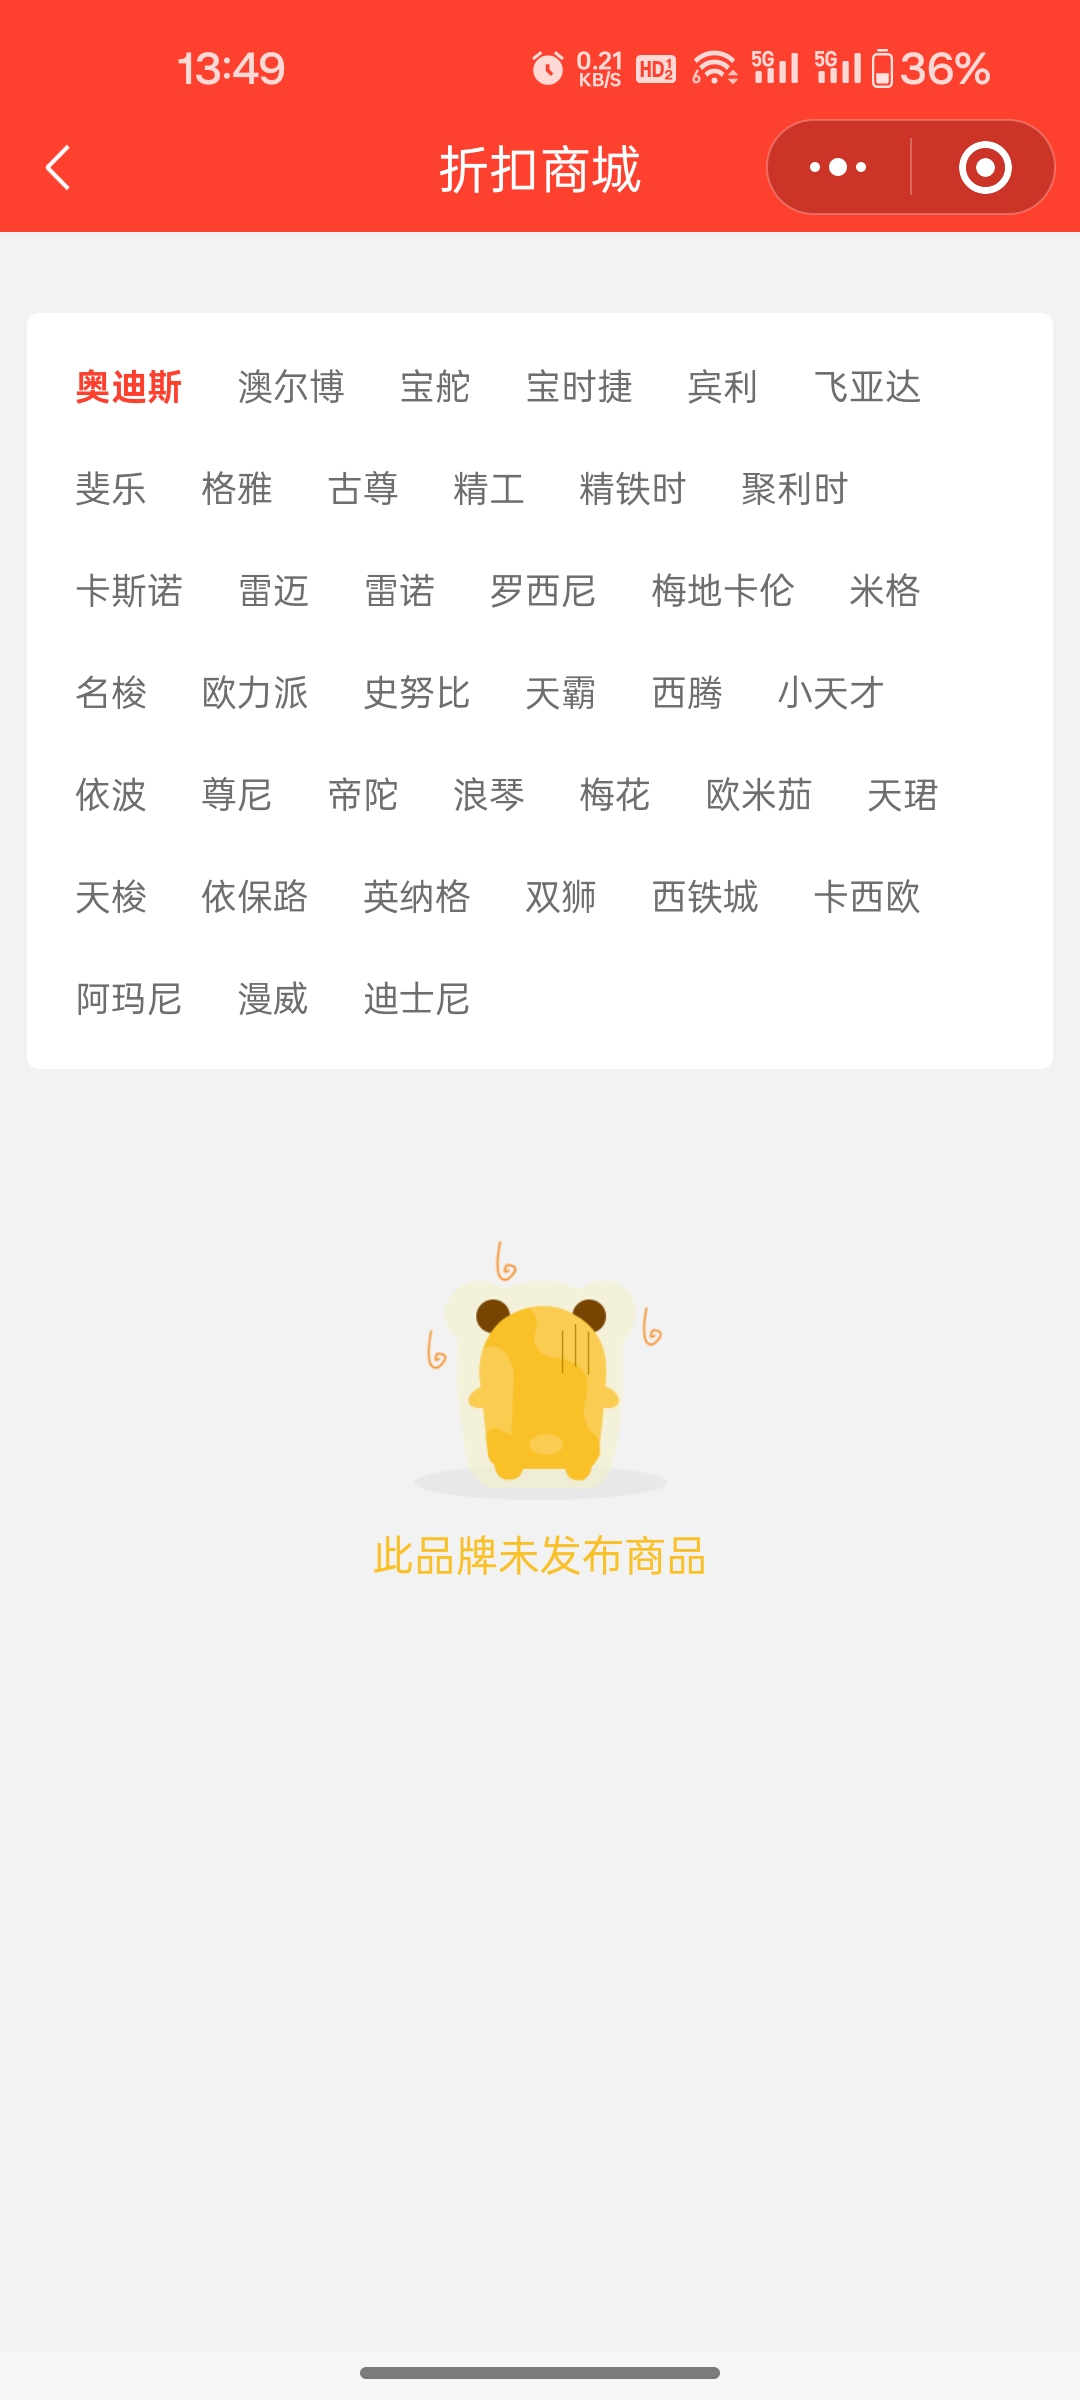 13:49 0.21 KB/S HD 1 2 6 5G 5G 36%
折扣商城
奥迪斯 澳尔博 宝舵 宝时捷 宾利 飞亚达
斐乐 格雅 古尊 精工 精铁时 聚利时
卡斯诺 雷迈 雷诺 罗西尼 梅地卡伦 米格
名梭 欧力派 史努比 天霸 西腾 小天才
依波 尊尼 帝陀 浪琴 梅花 欧米茄 天珺
天梭 依保路 英纳格 双狮 西铁城 卡西欧
阿玛尼 漫威 迪士尼
此品牌未发布商品